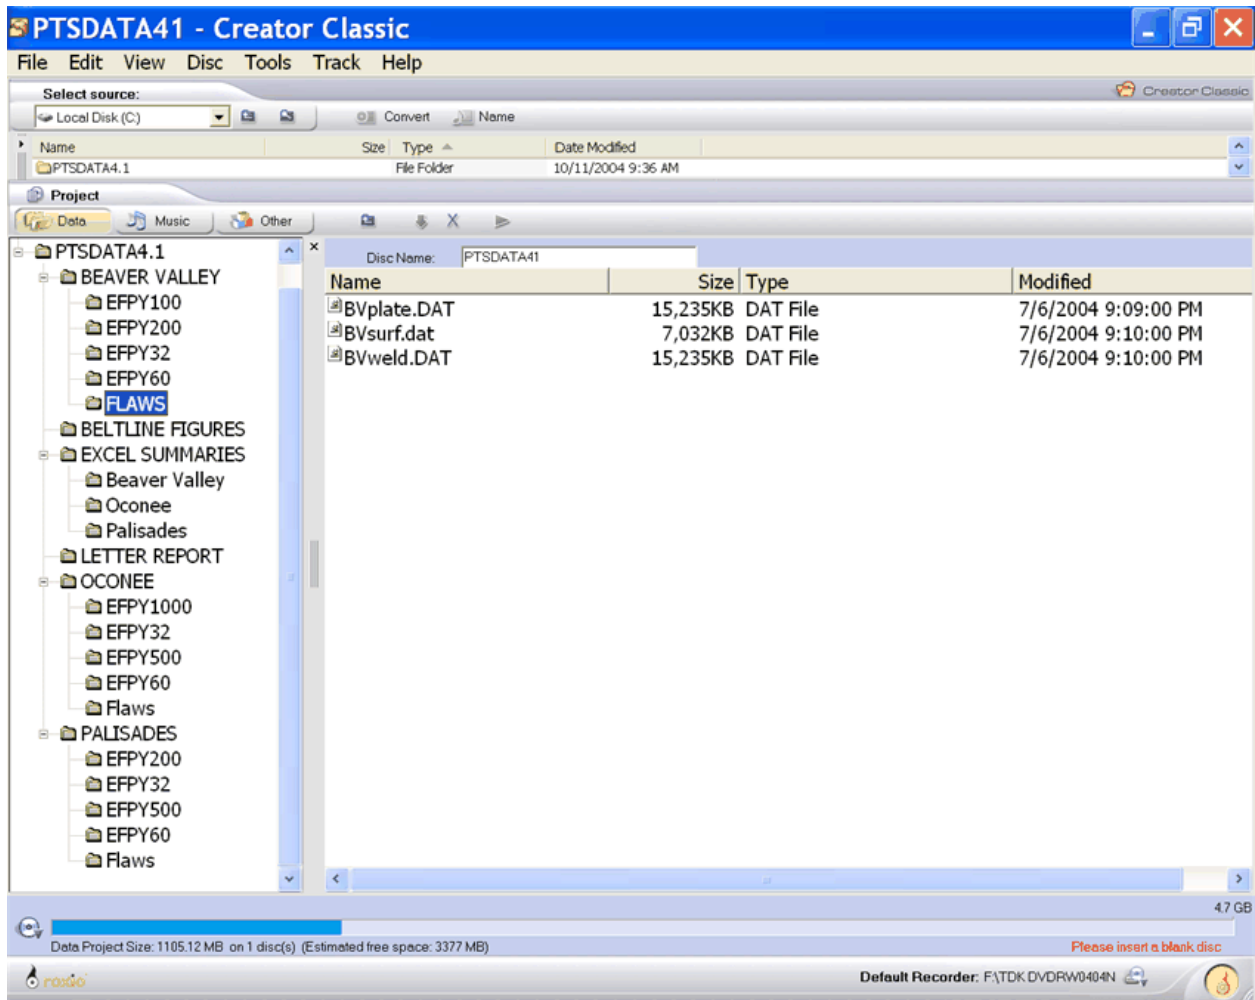 PTSDATA41 - Creator Classic
File Edit View Disc Tools Track Help
Select source:
Creator Classic
Local Disk (C:)
Convert
Name
Name Size Type Date Modified
PTSDATA4.1 File Folder 10/11/2004 9:36 AM
Project
Data Music Other
PTSDATA4.1
BEAVER VALLEY
EFPY100
EFPY200
EFPY32
EFPY60
FLAWS
BELTLINE FIGURES
EXCEL SUMMARIES
Beaver Valley
Oconee
Palisades
LETTER REPORT
OCONEE
EFPY1000
EFPY32
EFPY500
EFPY60
Flaws
PALISADES
EFPY200
EFPY32
EFPY500
EFPY60
Flaws
Disc Name: PTSDATA41
Name Size Type Modified
BVplate.DAT 15,235KB DAT File 7/6/2004 9:09:00 PM
BVsurf.dat 7,032KB DAT File 7/6/2004 9:10:00 PM
BVweld.DAT 15,235KB DAT File 7/6/2004 9:10:00 PM
4.7 GB
Data Project Size: 1105.12 MB on 1 disc(s) (Estimated free space: 3377 MB)
Please insert a blank disc
roxio
Default Recorder: F:\TDK DVDRW0404N